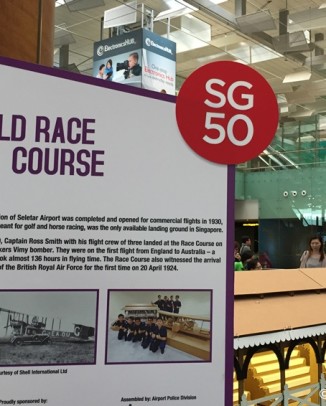 ElectronicsHUB
SG
50
LD RACE
COURSE
on of Seletar Airport was completed and opened for commercial flights in 1930,
eant for golf and horse racing, was the only available landing ground in Singapore.
Captain Ross Smith with his flight crew of three landed at the Race Course on
kers Vimy bomber. They were on the first flight from England to Australia – a
ok almost 136 hours in flying time. The Race Course also witnessed the arrival
of the British Royal Air Force for the first time on 20 April 1924.
urtesy of Shell International Ltd
Proudly sponsored by:
Assembled by: Airport Police Division